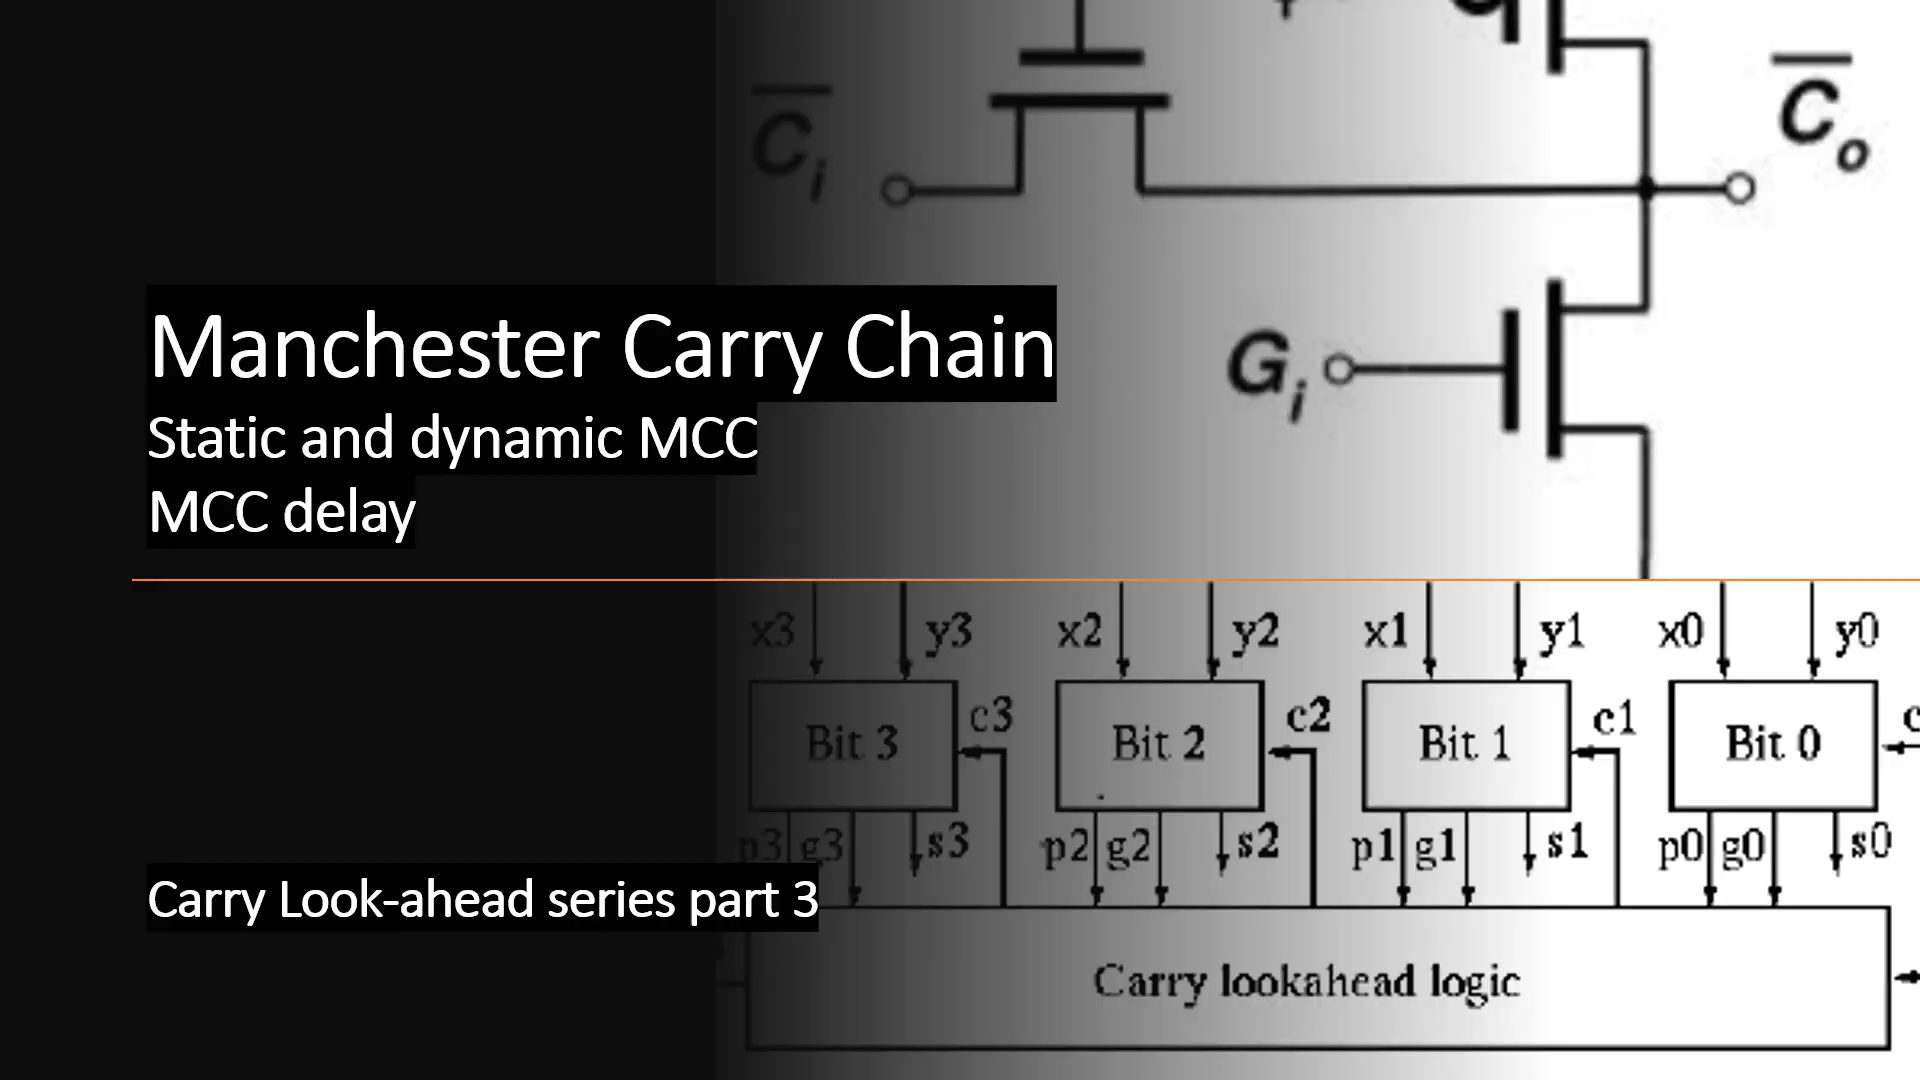 C̅i
C̅o
Manchester Carry Chain
Gi
Static and dynamic MCC
MCC delay
x3 y3 x2 y2 x1 y1 x0 y0
c3 c2 c1 c
Bit 3 Bit 2 Bit 1 Bit 0
p3 g3 s3 p2 g2 s2 p1 g1 s1 p0 g0 s0
Carry Look-ahead series part 3
Carry lookahead logic